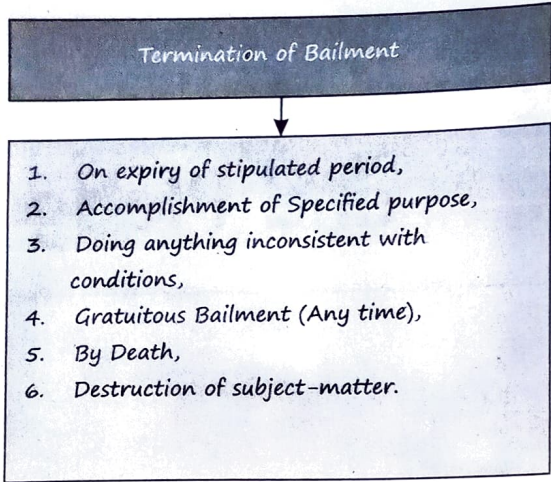 Termination of Bailment
1. On expiry of stipulated period,
2. Accomplishment of Specified purpose,
3. Doing anything inconsistent with
conditions,
4. Gratuitous Bailment (Any time),
5. By Death,
6. Destruction of subject-matter.